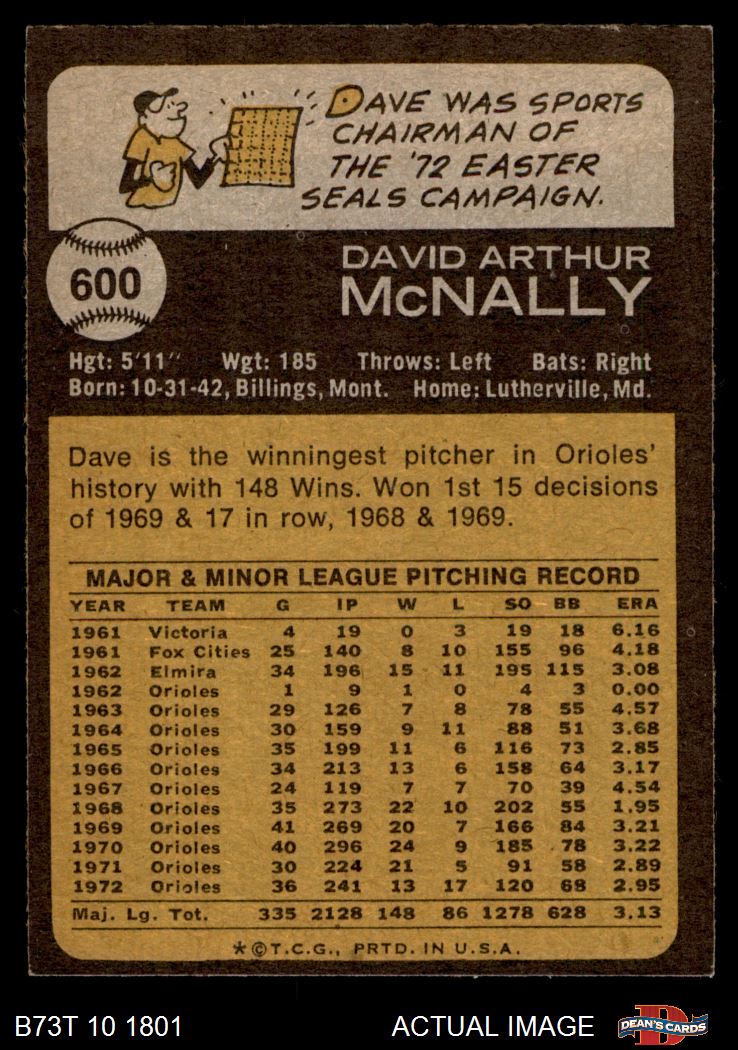 DAVE WAS SPORTS
CHAIRMAN OF
THE '72 EASTER
SEALS CAMPAIGN.
600
DAVID ARTHUR
McNALLY
Hgt: 5'11" Wgt: 185 Throws: Left Bats: Right
Born: 10-31-42, Billings, Mont. Home: Lutherville, Md.
Dave is the winningest pitcher in Orioles'
history with 148 Wins. Won 1st 15 decisions
of 1969 & 17 in row, 1968 & 1969.
MAJOR & MINOR LEAGUE PITCHING RECORD
YEAR TEAM G IP W L SO BB ERA
1961 Victoria 4 19 0 3 19 18 6.16
1961 Fox Cities 25 140 8 10 155 96 4.18
1962 Elmira 34 196 15 11 195 115 3.08
1962 Orioles 1 9 1 0 4 3 0.00
1963 Orioles 29 126 7 8 78 55 4.57
1964 Orioles 30 159 9 11 88 51 3.68
1965 Orioles 35 199 11 6 116 73 2.85
1966 Orioles 34 213 13 6 158 64 3.17
1967 Orioles 24 119 7 7 70 39 4.54
1968 Orioles 35 273 22 10 202 55 1.95
1969 Orioles 41 269 20 7 166 84 3.21
1970 Orioles 40 296 24 9 185 78 3.22
1971 Orioles 30 224 21 5 91 58 2.89
1972 Orioles 36 241 13 17 120 68 2.95
Maj. Lg. Tot. 335 2128 148 86 1278 628 3.13
*©T.C.G., PRTD. IN U.S.A.
B73T 10 1801 ACTUAL IMAGE DEAN'S CARDS